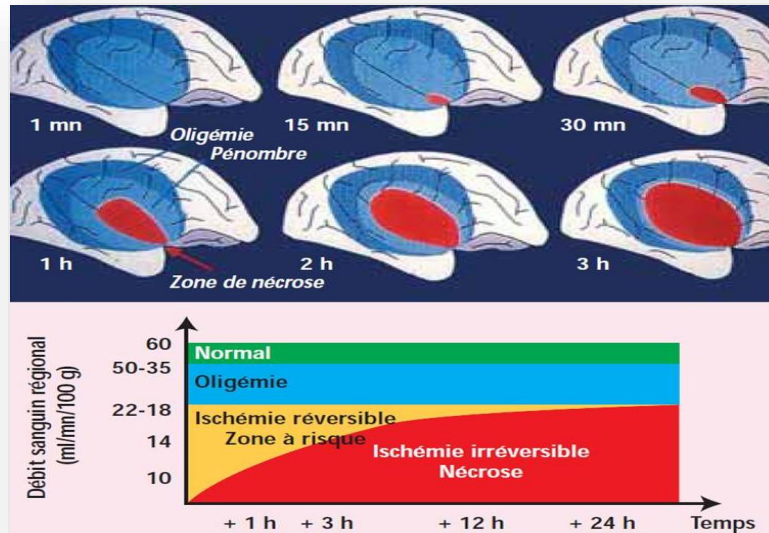 1 mn
15 mn
30 mn
Oligémie
Pénombre
1 h
2 h
3 h
Zone de nécrose
Débit sanguin régional
(ml/mn/100 g)
60
50-35
22-18
14
10
Normal
Oligémie
Ischémie réversible
Zone à risque
Ischémie irréversible
Nécrose
+ 1 h
+ 3 h
+ 12 h
+ 24 h
Temps